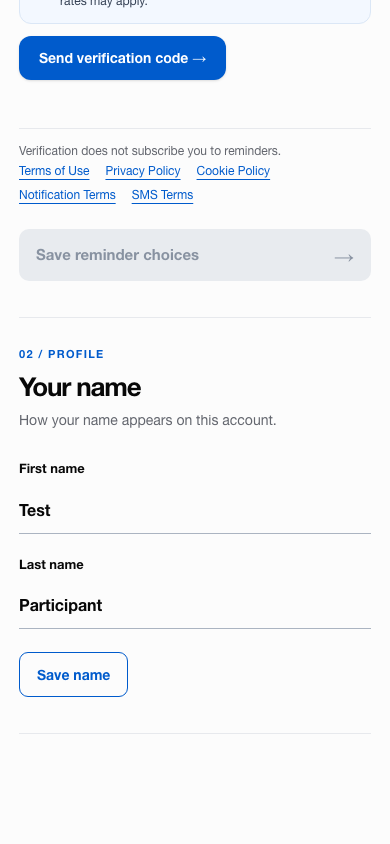 rates may apply.
Send verification code →
Verification does not subscribe you to reminders.
Terms of Use Privacy Policy Cookie Policy
Notification Terms SMS Terms
Save reminder choices →
02 / PROFILE
Your name
How your name appears on this account.
First name
Test
Last name
Participant
Save name